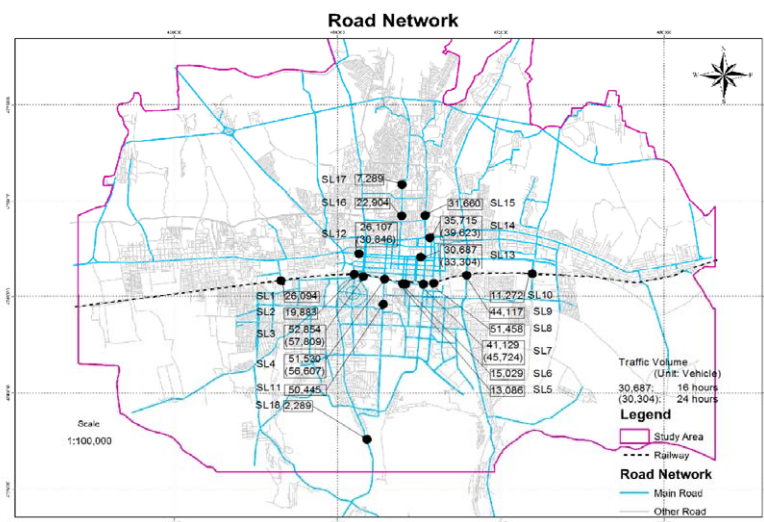 Road Network
N
W
E
S
SL17 7,289
SL16 22,904
31,660 SL15
SL12 26,107
(30,846)
35,715 SL14
(39,623)
30,687 SL13
(33,304)
SL1 26,094
SL2 19,883
SL3 52,854
(57,809)
SL4 51,530
(56,607)
SL11 50,445
SL18 2,289
11,272 SL10
44,117 SL9
51,458 SL8
41,129 SL7
(45,724)
15,029 SL6
13,086 SL5
Scale
1:100,000
Traffic Volume
(Unit: Vehicle)
30,687: 16 hours
(30,304): 24 hours
Legend
Study Area
Railway
Road Network
Main Road
Other Road